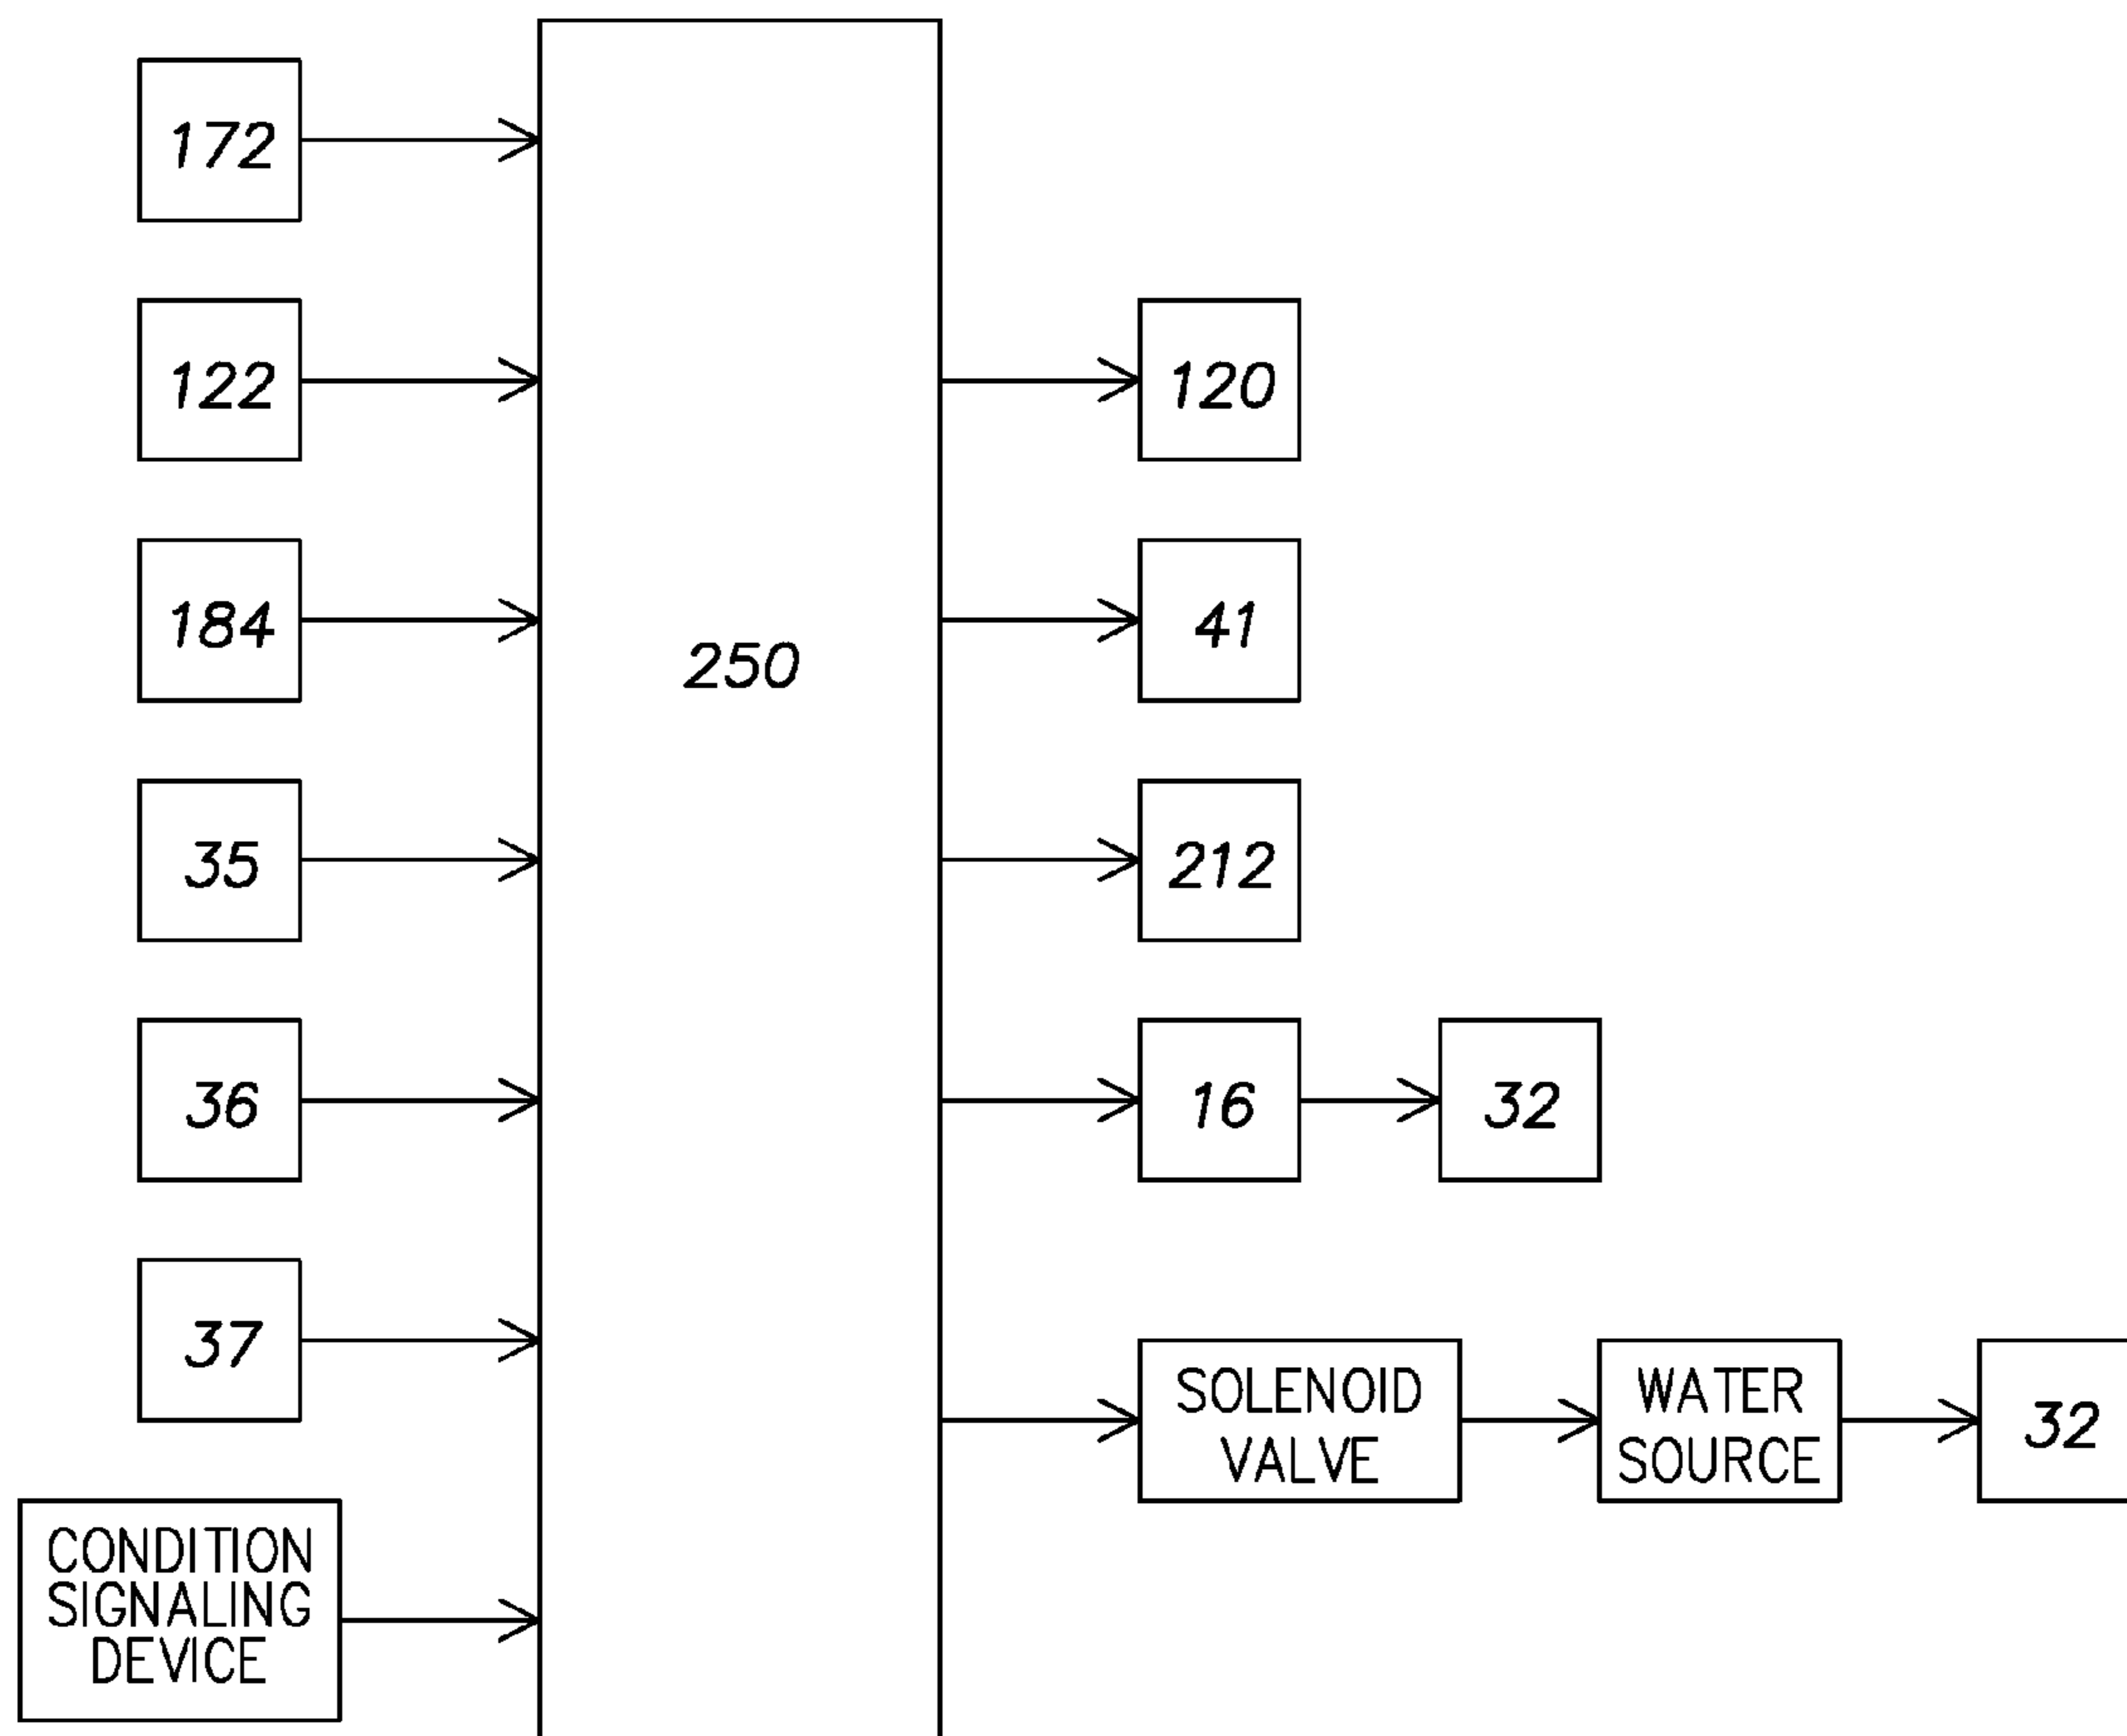 172
122
184
35
36
37
CONDITION
SIGNALING
DEVICE
250
120
41
212
16
32
SOLENOID
VALVE
WATER
SOURCE
32